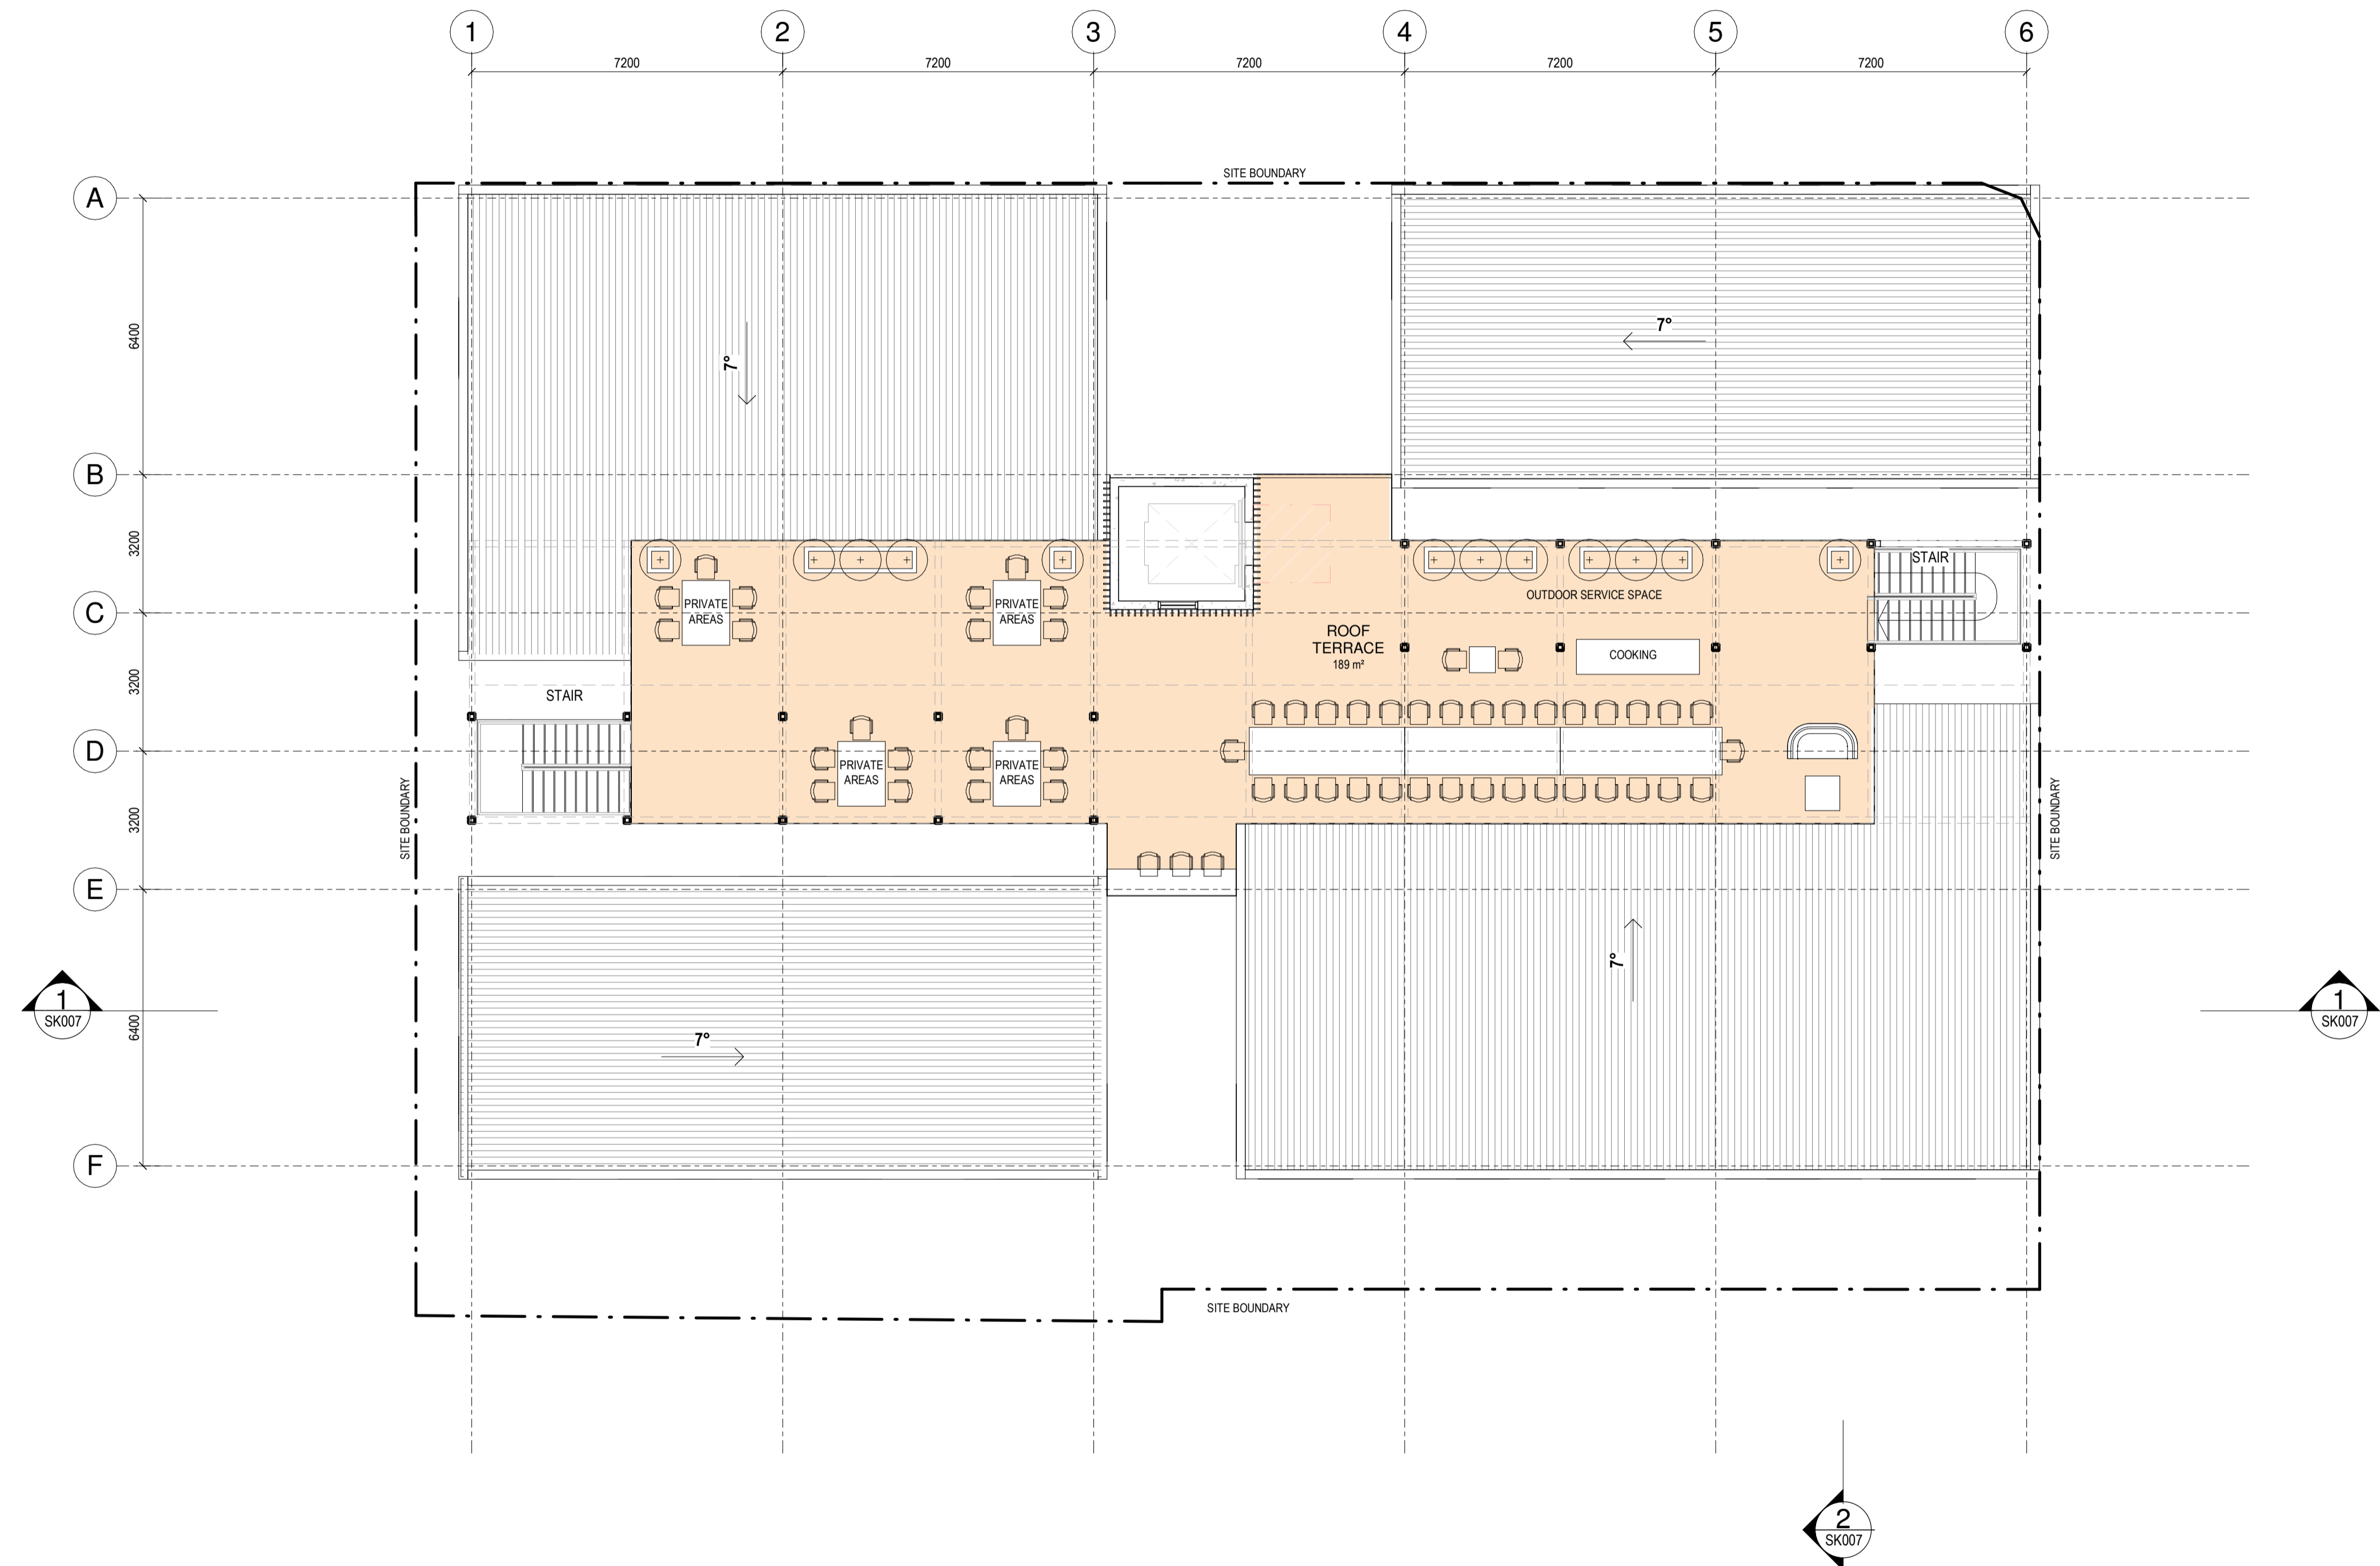 1
2
3
4
5
6
7200
7200
7200
7200
7200
SITE BOUNDARY
A
6400
7°
7°
B
3200
STAIR
OUTDOOR SERVICE SPACE
C
PRIVATE
AREAS
PRIVATE
AREAS
ROOF
TERRACE
189 m²
COOKING
3200
STAIR
D
PRIVATE
AREAS
PRIVATE
AREAS
3200
SITE BOUNDARY
SITE BOUNDARY
E
7°
1
SK007
6400
7°
1
SK007
F
SITE BOUNDARY
2
SK007